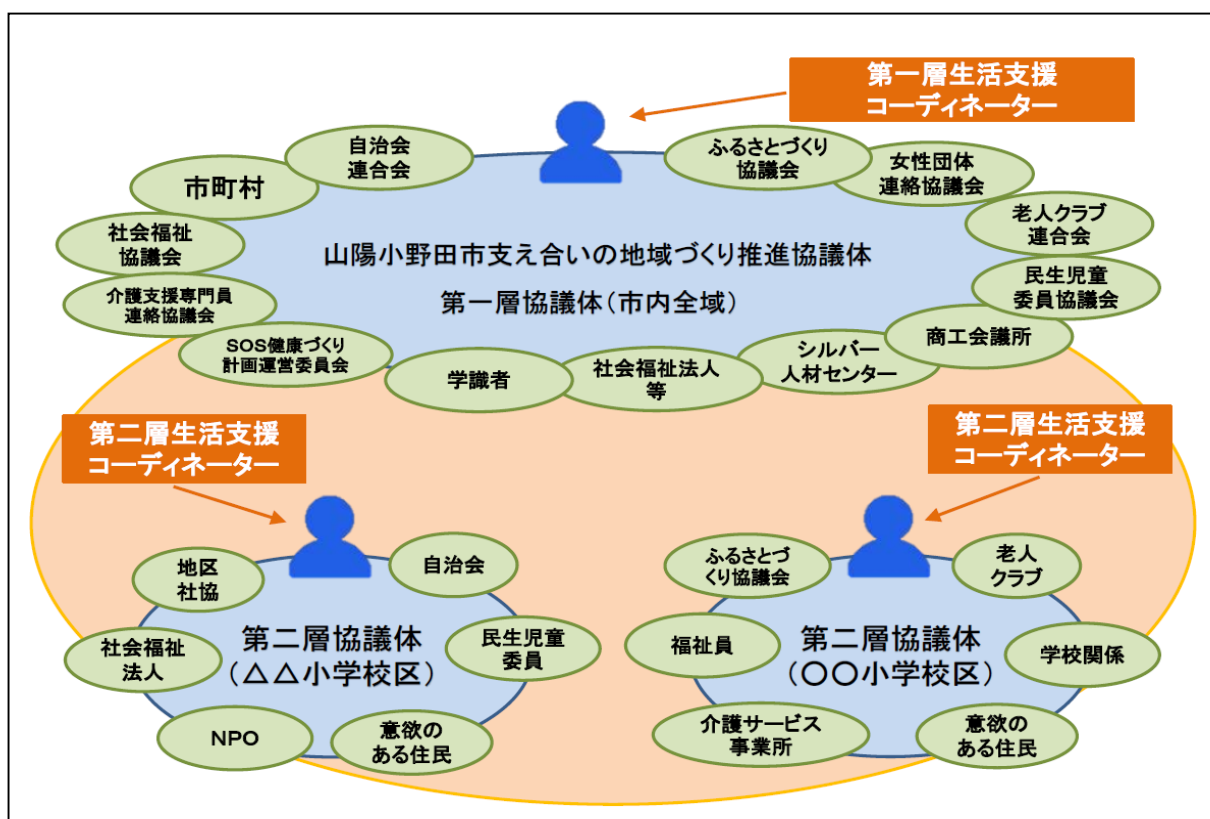 第一層生活支援
コーディネーター
自治会
連合会
ふるさとづくり
協議会
女性団体
連絡協議会
市町村
老人クラブ
連合会
社会福祉
協議会
山陽小野田市支え合いの地域づくり推進協議体
民生児童
委員協議会
介護支援専門員
連絡協議会
第一層協議体（市内全域）
商工会議所
SOS健康づくり
計画運営委員会
シルバー
人材センター
学識者
社会福祉法人
等
第二層生活支援
コーディネーター
第二層生活支援
コーディネーター
地区
社協
自治会
社会福祉
法人
第二層協議体
（△△小学校区）
民生児童
委員
NPO
意欲の
ある住民
ふるさとづ
くり協議会
老人
クラブ
福祉員
第二層協議体
（〇〇小学校区）
学校関係
介護サービス
事業所
意欲の
ある住民